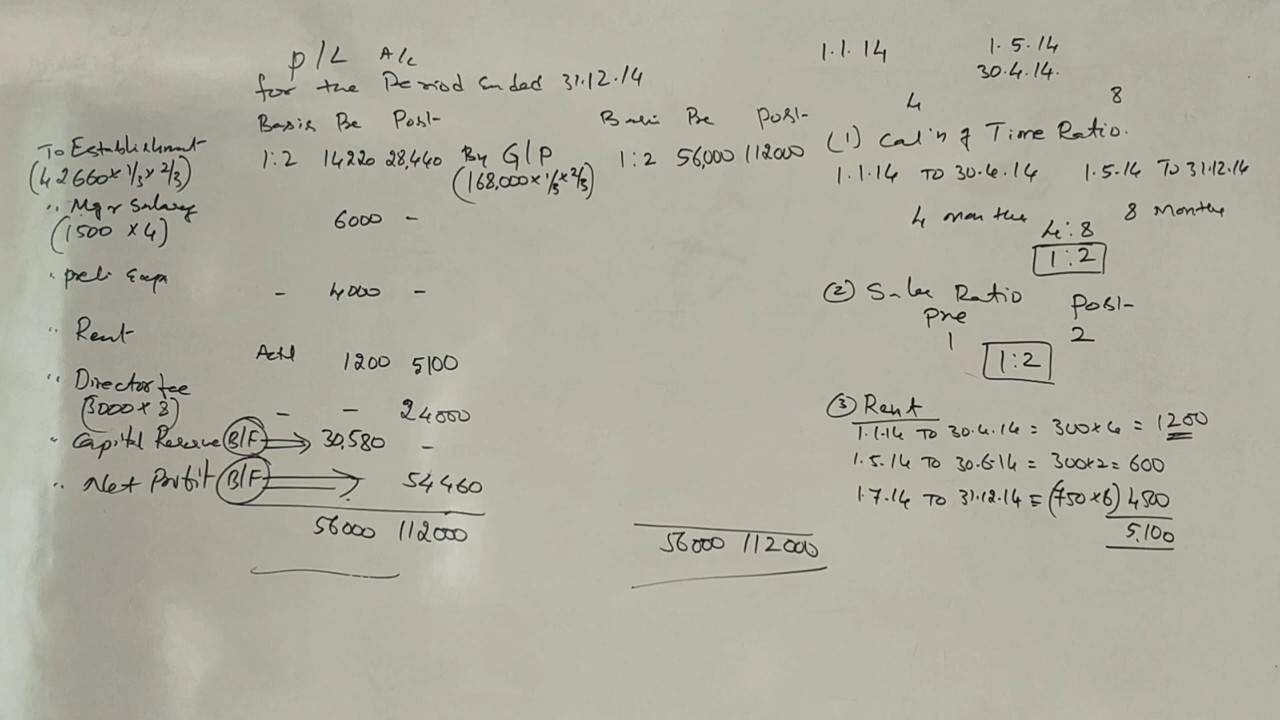 P/L A/c
for the Period Ended 31.12.14
Basis Pre Post-
Basis Pre Post-
To Establishment 1:2 14220 28,440 By G/P 1:2 56,000 112000
(42660 × 1/3 × 2/3) (168,000 × 1/3 × 2/3)
" Mgr Salary 6000 -
(1500 × 4)
" Preli Exp - 4000 -
" Rent Actl 1200 5100
" Director fee - - 24000
(3000 × 8)
" Capital Reserve (B/F) → 30,580 -
" Net Profit (B/F) → 54460
56000 112000
56000 112000
1.1.14 1.5.14
30.4.14.
4 8
(1) Cal'n of Time Ratio.
1.1.14 TO 30.4.14 1.5.14 To 31.12.14
4 months 8 Months
4:8
1:2
(2) Sales Ratio
Pre Post-
1 2
1:2
(3) Rent
1.1.14 TO 30.4.14 = 300×4 = 1200
1.5.14 TO 30.6.14 = 300×2 = 600
1.7.14 TO 31.12.14 = (750×6) 4500
5,100